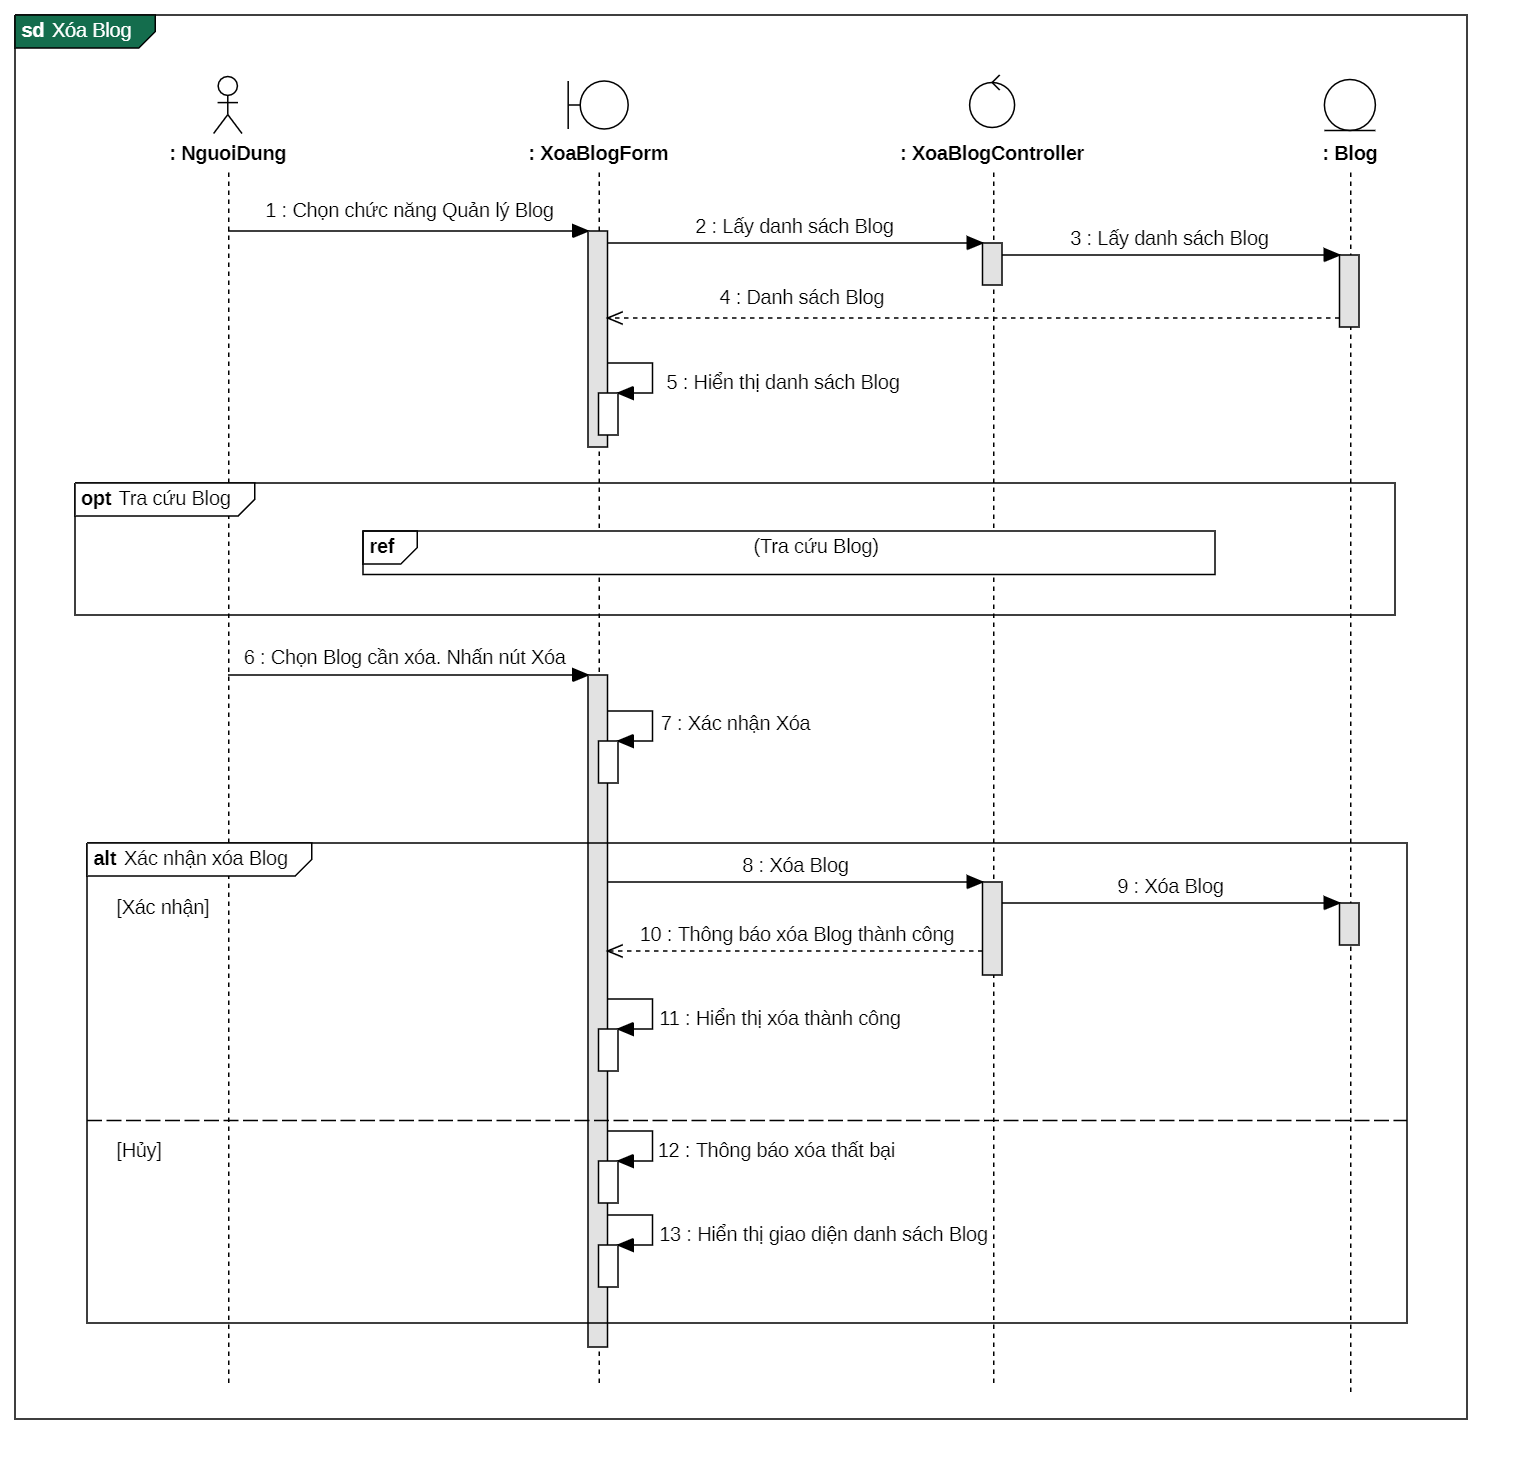 sd Xóa Blog
: NguoiDung
: XoaBlogForm
: XoaBlogController
: Blog
1 : Chọn chức năng Quản lý Blog
2 : Lấy danh sách Blog
3 : Lấy danh sách Blog
4 : Danh sách Blog
5 : Hiển thị danh sách Blog
opt Tra cứu Blog
ref
(Tra cứu Blog)
6 : Chọn Blog cần xóa. Nhấn nút Xóa
7 : Xác nhận Xóa
alt Xác nhận xóa Blog
8 : Xóa Blog
9 : Xóa Blog
[Xác nhận]
10 : Thông báo xóa Blog thành công
11 : Hiển thị xóa thành công
[Hủy]
12 : Thông báo xóa thất bại
13 : Hiển thị giao diện danh sách Blog